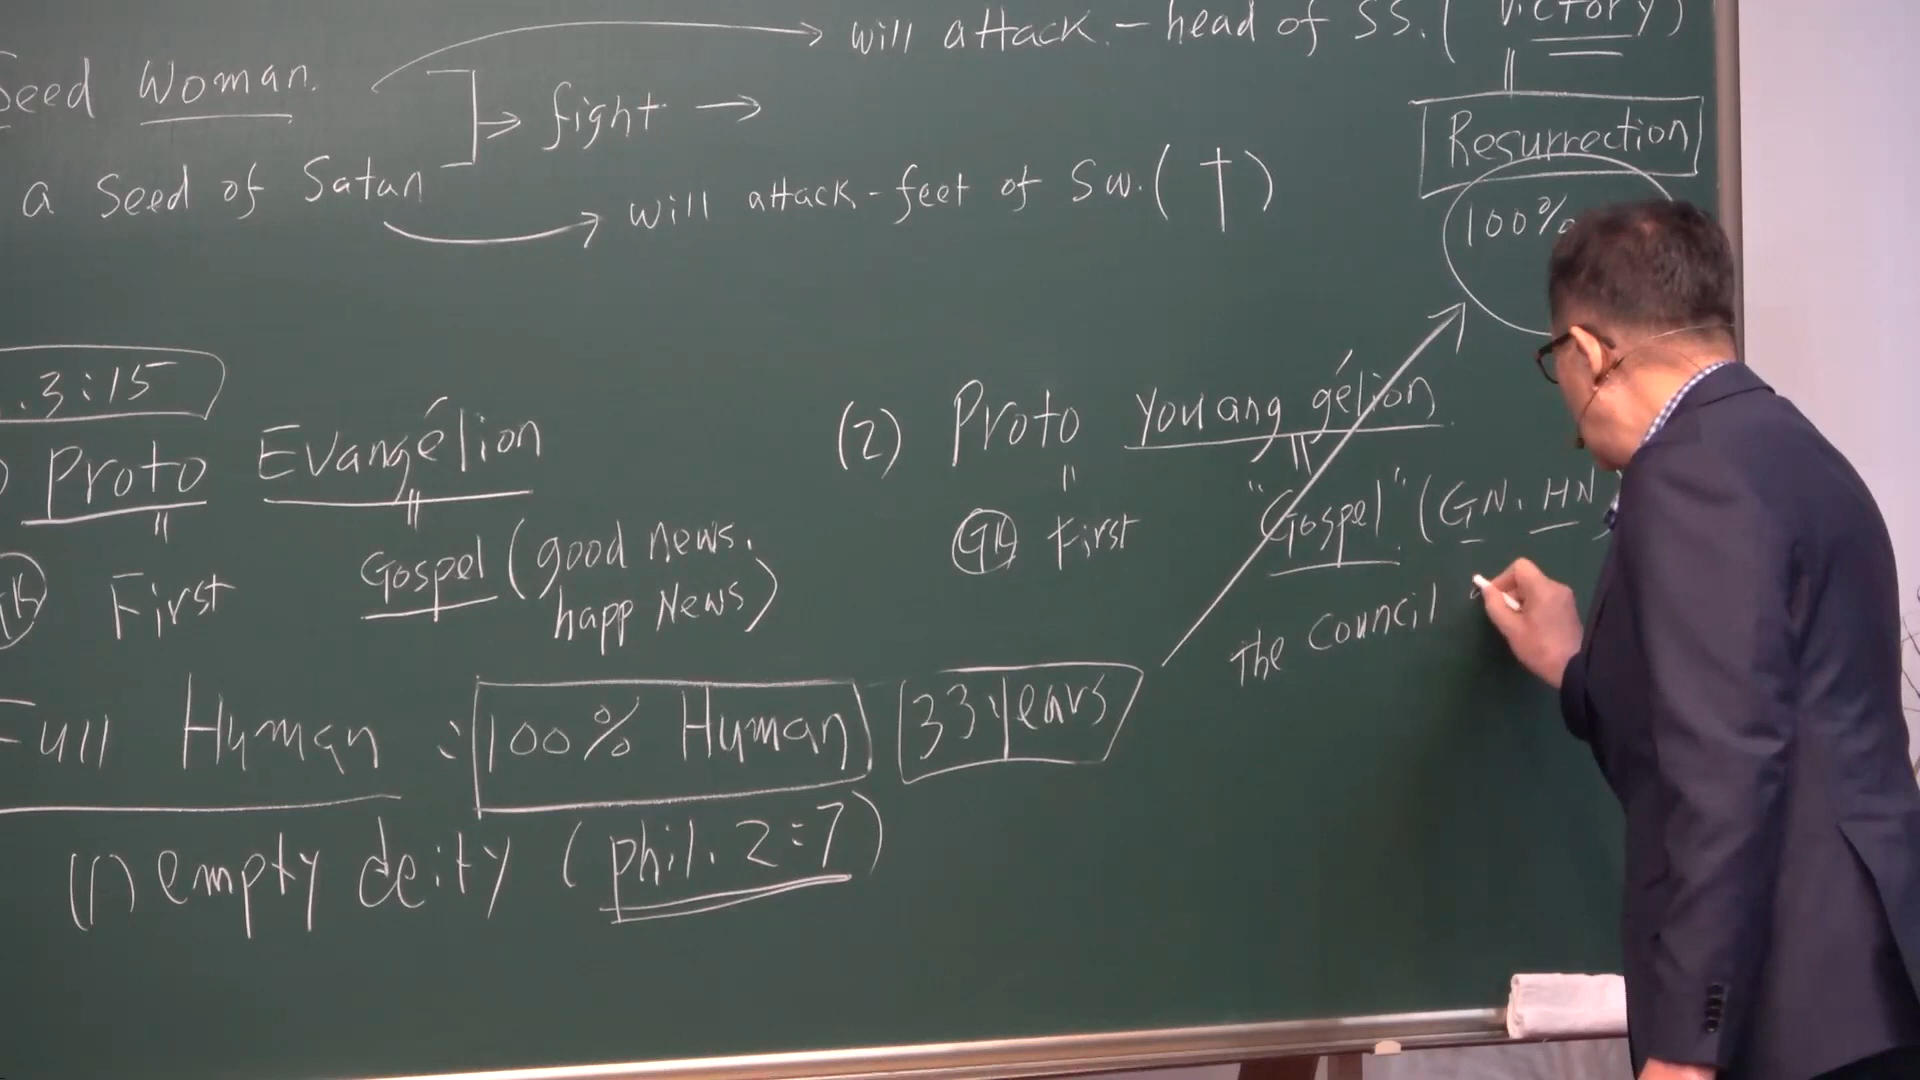 will attack. - head of SS. (Victory)
Seed Woman.
fight
Resurrection
a Seed of Satan
will attack - feet of SW. (†)
100%
. 3:15
Proto Evangélion
(2) Proto youang gélion
"Gospel" (GN. HN)
First
Gospel (good news.
happ News)
GK First
The Council
Full Human : 100% Human 33 years
(1) empty deity (phil. 2:7)